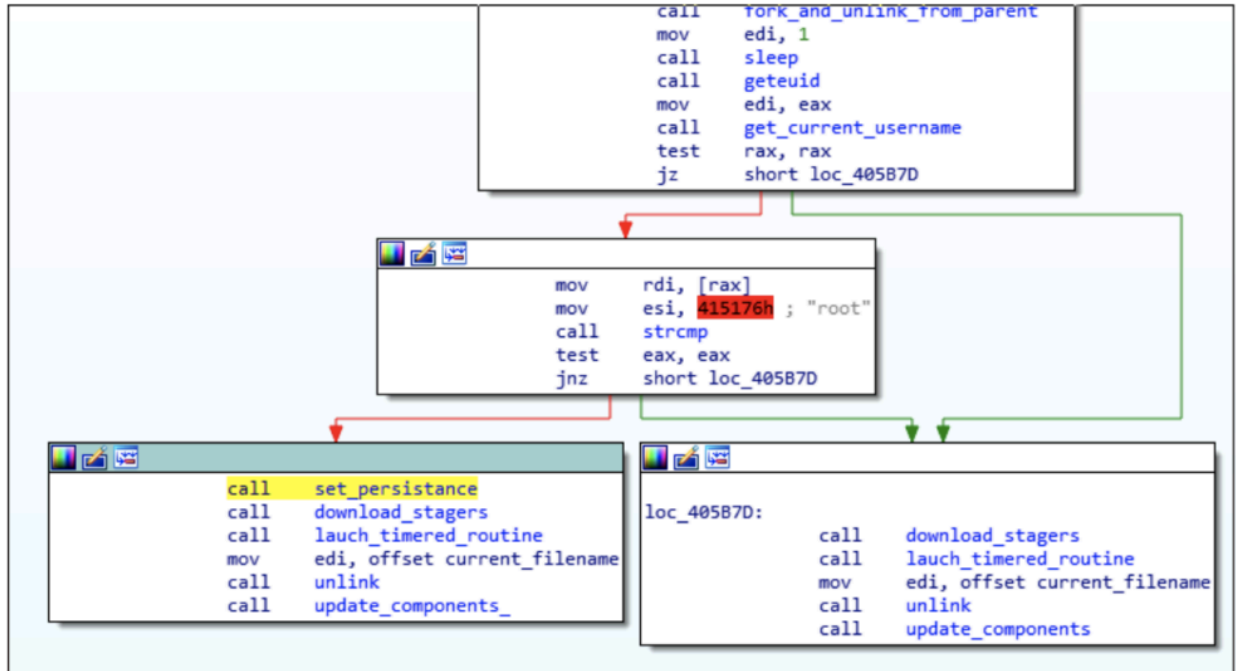 call fork_and_unlink_from_parent
mov edi, 1
call sleep
call geteuid
mov edi, eax
call get_current_username
test rax, rax
jz short loc_405B7D
mov rdi, [rax]
mov esi, 415176h ; "root"
call strcmp
test eax, eax
jnz short loc_405B7D
call set_persistance
call download_stagers
call lauch_timered_routine
mov edi, offset current_filename
call unlink
call update_components_
loc_405B7D:
call download_stagers
call lauch_timered_routine
mov edi, offset current_filename
call unlink
call update_components